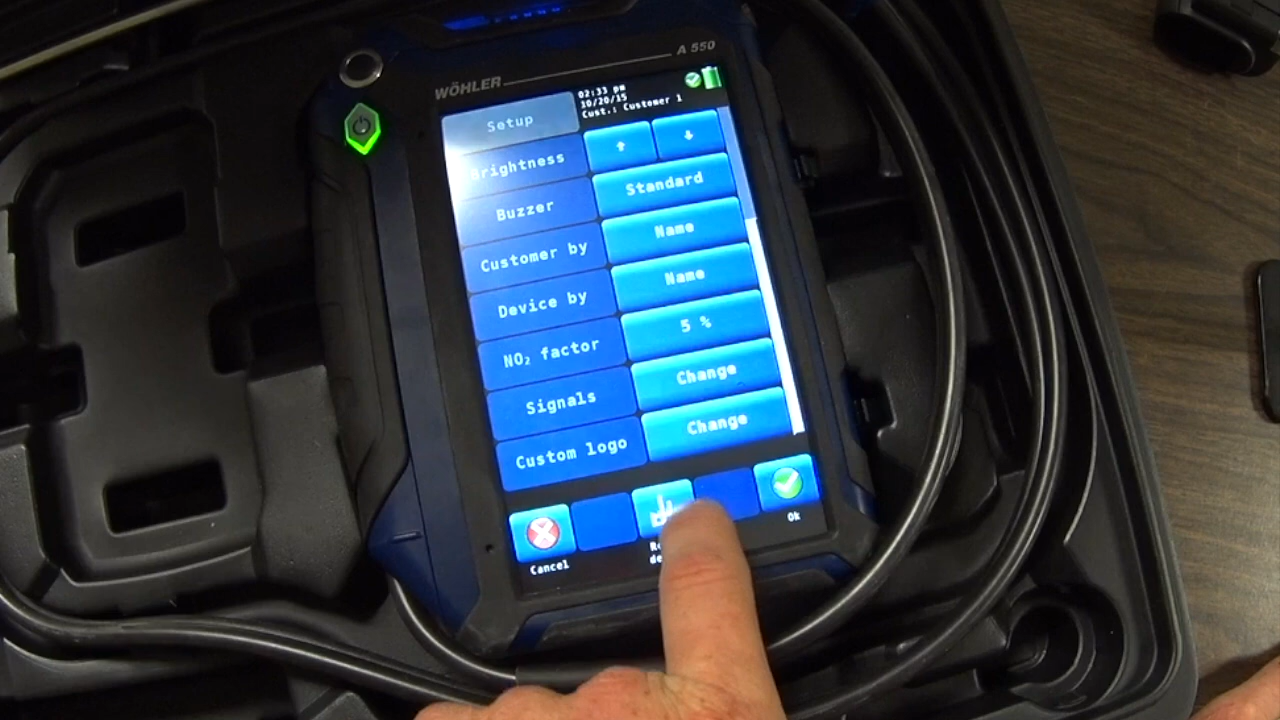 WÖHLER
A 550
02:33 pm
10/20/15
Cust.: Customer 1
Setup
Brightness
Buzzer
Standard
Customer by
Name
Device by
Name
NO₂ factor
5 %
Signals
Change
Custom logo
Change
Cancel
Ok